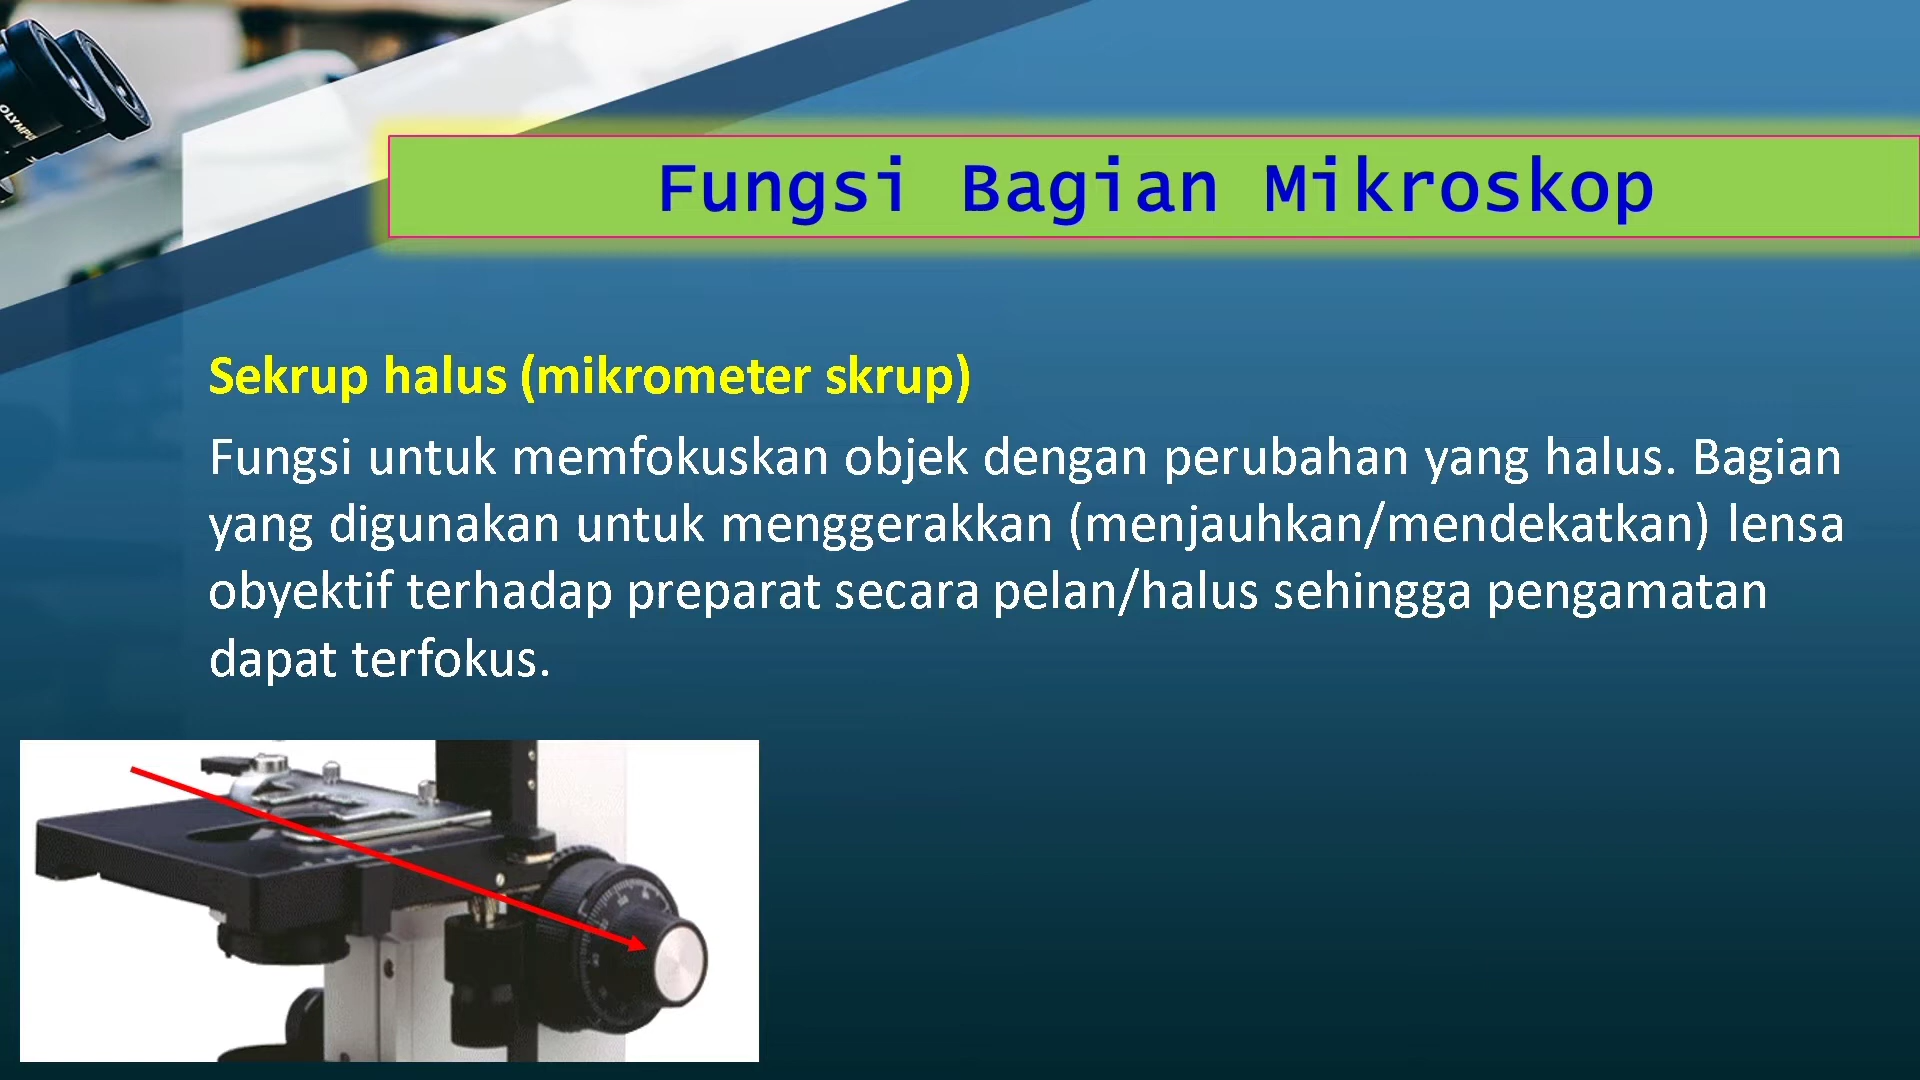 Fungsi Bagian Mikroskop
Sekrup halus (mikrometer skrup)
Fungsi untuk memfokuskan objek dengan perubahan yang halus. Bagian
yang digunakan untuk menggerakkan (menjauhkan/mendekatkan) lensa
obyektif terhadap preparat secara pelan/halus sehingga pengamatan
dapat terfokus.